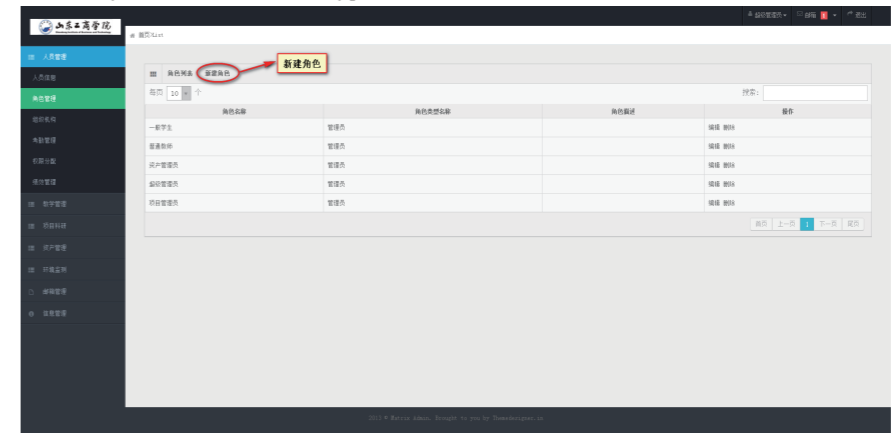 山东工商学院
超级管理员 邮箱 退出
首页/List
人员管理
人员信息
角色管理
组织机构
考勤管理
权限分配
教学管理
项目科研
资产管理
环境监测
角色列表 新建角色
新建角色
每页 10 个
搜索:
角色名称 角色类型名称 角色描述 操作
一般学生 管理员 编辑 删除
普通教师 管理员 编辑 删除
资产管理员 管理员 编辑 删除
超级管理员 管理员 编辑 删除
项目管理员 管理员 编辑 删除
首页 上一页 1 下一页 尾页